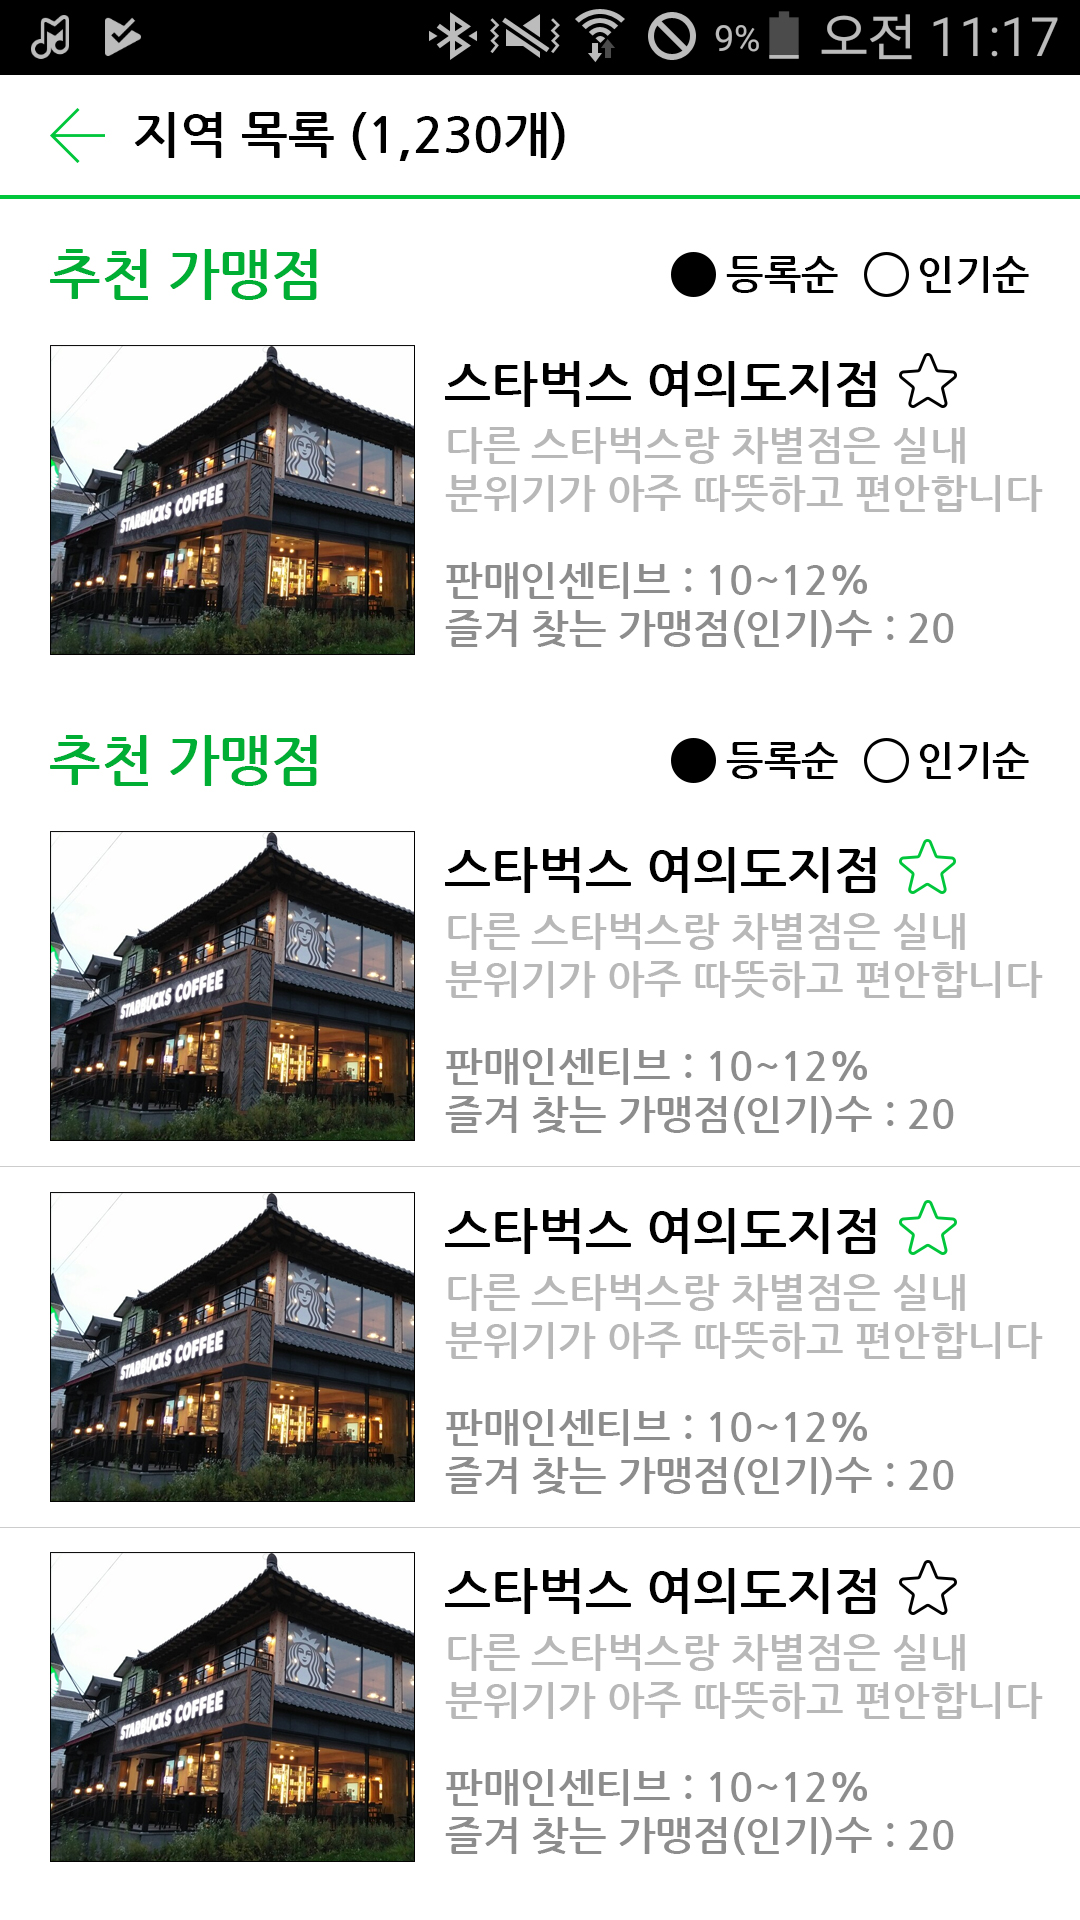 9% 오전 11:17
지역 목록 (1,230개)
추천 가맹점 등록순 인기순
스타벅스 여의도지점
다른 스타벅스랑 차별점은 실내
분위기가 아주 따뜻하고 편안합니다
판매인센티브 : 10~12%
즐겨 찾는 가맹점(인기)수 : 20
STARBUCKS COFFEE
추천 가맹점 등록순 인기순
스타벅스 여의도지점
다른 스타벅스랑 차별점은 실내
분위기가 아주 따뜻하고 편안합니다
판매인센티브 : 10~12%
즐겨 찾는 가맹점(인기)수 : 20
STARBUCKS COFFEE
스타벅스 여의도지점
다른 스타벅스랑 차별점은 실내
분위기가 아주 따뜻하고 편안합니다
판매인센티브 : 10~12%
즐겨 찾는 가맹점(인기)수 : 20
STARBUCKS COFFEE
스타벅스 여의도지점
다른 스타벅스랑 차별점은 실내
분위기가 아주 따뜻하고 편안합니다
판매인센티브 : 10~12%
즐겨 찾는 가맹점(인기)수 : 20
STARBUCKS COFFEE